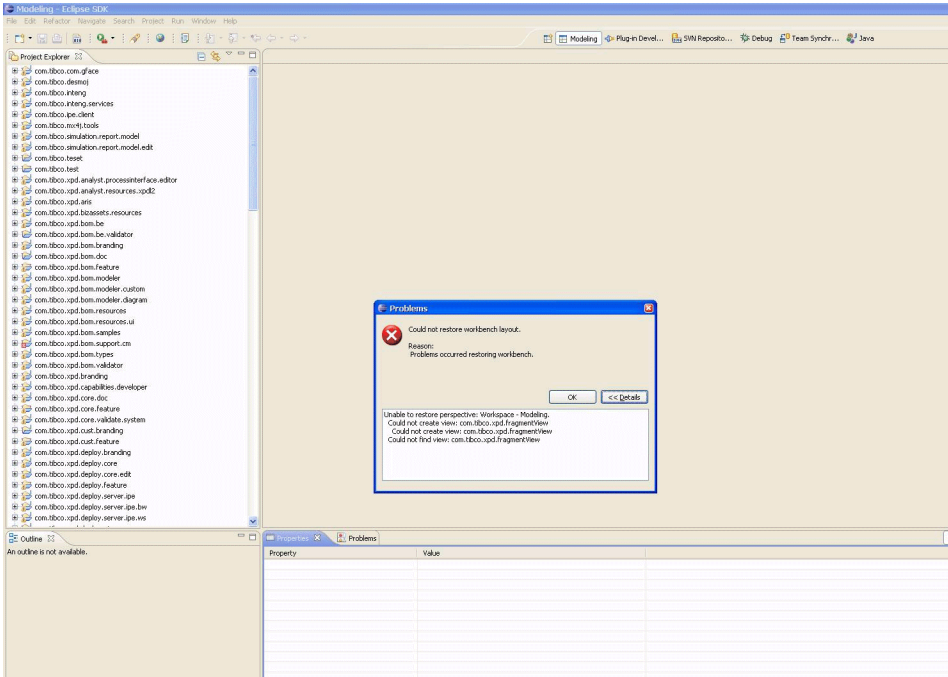 Modeling - Eclipse SDK
File Edit Refactor Navigate Search Project Run Window Help
Modeling Plug-in Devel... SVN Reposito... Debug Team Synchr... Java
Project Explorer
com.tibco.com.gface
com.tibco.desmoj
com.tibco.inteng
com.tibco.inteng.services
com.tibco.ipe.client
com.tibco.mx4j.tools
com.tibco.simulation.report.model
com.tibco.simulation.report.model.edit
com.tibco.teset
com.tibco.test
com.tibco.xpd.analyst.processinterface.editor
com.tibco.xpd.analyst.resources.xpdl2
com.tibco.xpd.aris
com.tibco.xpd.bizassets.resources
com.tibco.xpd.bom.be
com.tibco.xpd.bom.be.validator
com.tibco.xpd.bom.branding
com.tibco.xpd.bom.doc
com.tibco.xpd.bom.feature
com.tibco.xpd.bom.modeler
com.tibco.xpd.bom.modeler.custom
com.tibco.xpd.bom.modeler.diagram
com.tibco.xpd.bom.resources
com.tibco.xpd.bom.resources.ui
com.tibco.xpd.bom.samples
com.tibco.xpd.bom.support.cm
com.tibco.xpd.bom.types
com.tibco.xpd.bom.validator
com.tibco.xpd.branding
com.tibco.xpd.capabilities.developer
com.tibco.xpd.core.doc
com.tibco.xpd.core.feature
com.tibco.xpd.core.validate.system
com.tibco.xpd.cust.branding
com.tibco.xpd.cust.feature
com.tibco.xpd.deploy.branding
com.tibco.xpd.deploy.core
com.tibco.xpd.deploy.core.edit
com.tibco.xpd.deploy.feature
com.tibco.xpd.deploy.server.ipe
com.tibco.xpd.deploy.server.ipe.bw
com.tibco.xpd.deploy.server.ipe.ws
Problems
Could not restore workbench layout.
Reason:
Problems occurred restoring workbench.
OK << Details
Unable to restore perspective: Workspace - Modeling.
Could not create view: com.tibco.xpd.fragmentView
Could not create view: com.tibco.xpd.fragmentView
Could not find view: com.tibco.xpd.fragmentView
Outline
An outline is not available.
Properties Problems
Property Value